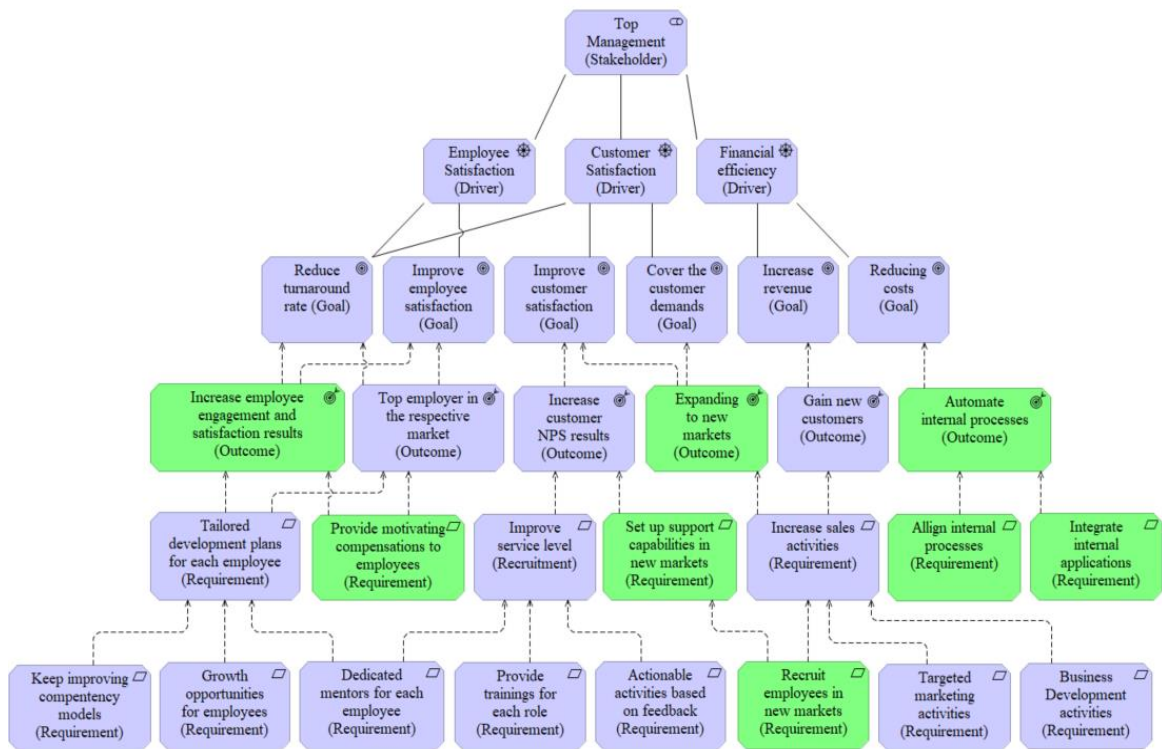 Top
Management
(Stakeholder)
Employee
Satisfaction
(Driver)
Customer
Satisfaction
(Driver)
Financial
efficiency
(Driver)
Reduce
turnaround
rate (Goal)
Improve
employee
satisfaction
(Goal)
Improve
customer
satisfaction
(Goal)
Cover the
customer
demands
(Goal)
Increase
revenue
(Goal)
Reducing
costs
(Goal)
Increase employee
engagement and
satisfaction results
(Outcome)
Top employer in
the respective
market
(Outcome)
Increase
customer
NPS results
(Outcome)
Expanding
to new
markets
(Outcome)
Gain new
customers
(Outcome)
Automate
internal processes
(Outcome)
Tailored
development plans
for each employee
(Requirement)
Provide motivating
compensations to
employees
(Requirement)
Improve
service level
(Recruitment)
Set up support
capabilities in
new markets
(Requirement)
Increase sales
activities
(Requirement)
Allign internal
processes
(Requirement)
Integrate
internal
applications
(Requirement)
Keep improving
compentency
models
(Requirement)
Growth
opportunities
for employees
(Requirement)
Dedicated
mentors for each
employee
(Requirement)
Provide
trainings for
each role
(Requirement)
Actionable
activities based
on feedback
(Requirement)
Recruit
employees in
new markets
(Requirement)
Targeted
marketing
activities
(Requirement)
Business
Development
activities
(Requirement)